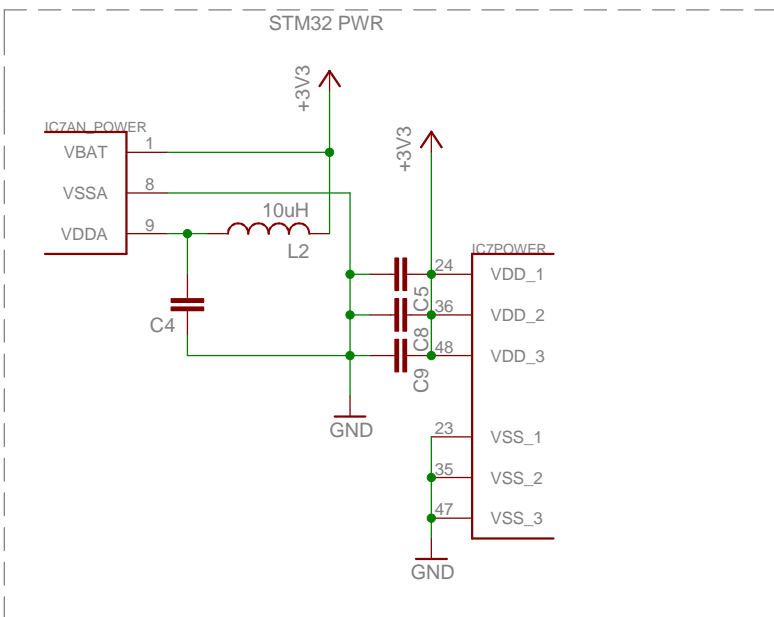 STM32 PWR
+3V3
IC7AN_POWER
VBAT 1
VSSA 8
VDDA 9
10uH
L2
C4
+3V3
IC7POWER
24 VDD_1
C5
36 VDD_2
C8
48 VDD_3
C9
GND
23 VSS_1
35 VSS_2
47 VSS_3
GND